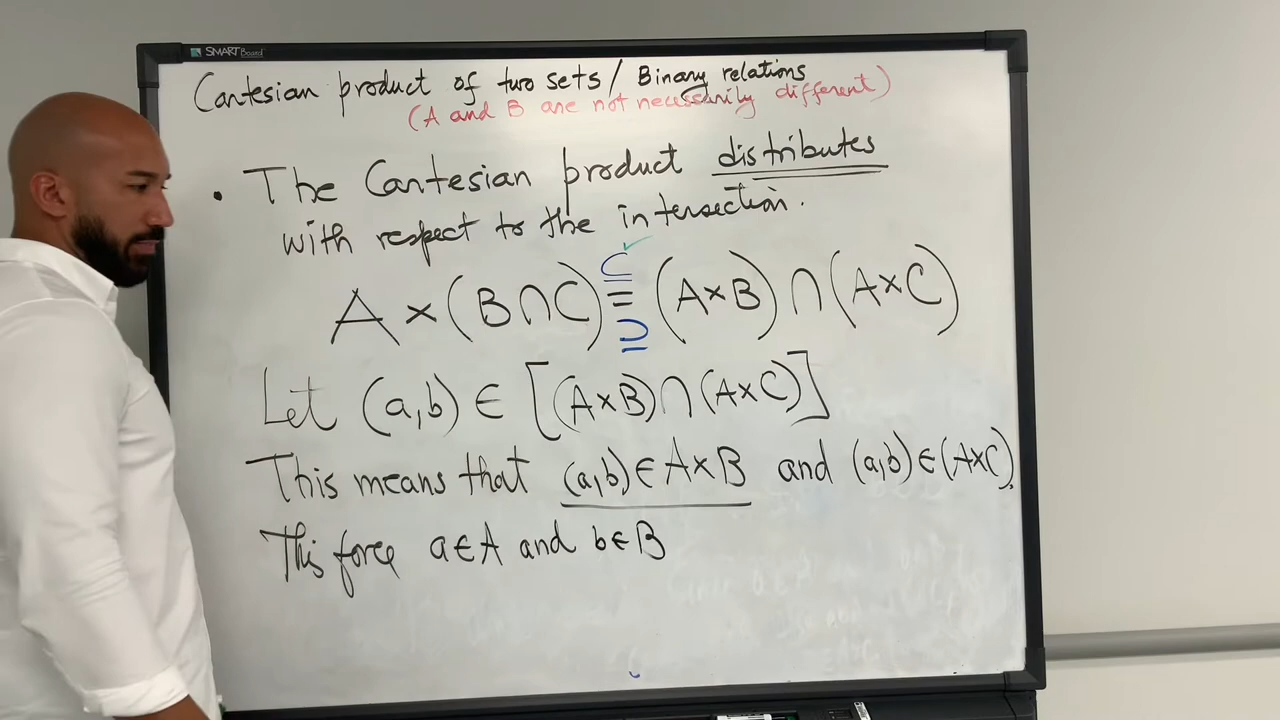 SMART Board
Cartesian product of two sets / Binary relations
(A and B are not necessarily different)
• The Cartesian product distributes
with respect to the intersection.
⊆
A × (B ∩ C) = (A × B) ∩ (A × C)
⊇
Let (a,b) ∈ [(A×B) ∩ (A×C)]
This means that (a,b) ∈ A×B and (a,b) ∈ (A×C).
This force a ∈ A and b ∈ B